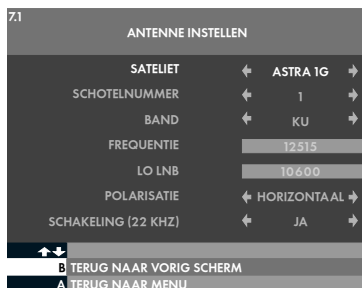 7.1
ANTENNE INSTELLEN
SATELIET ASTRA 1G
SCHOTELNUMMER 1
BAND KU
FREQUENTIE 12515
LO LNB 10600
POLARISATIE HORIZONTAAL
SCHAKELING (22 KHZ) JA
B TERUG NAAR VORIG SCHERM
A TERUG NAAR MENU